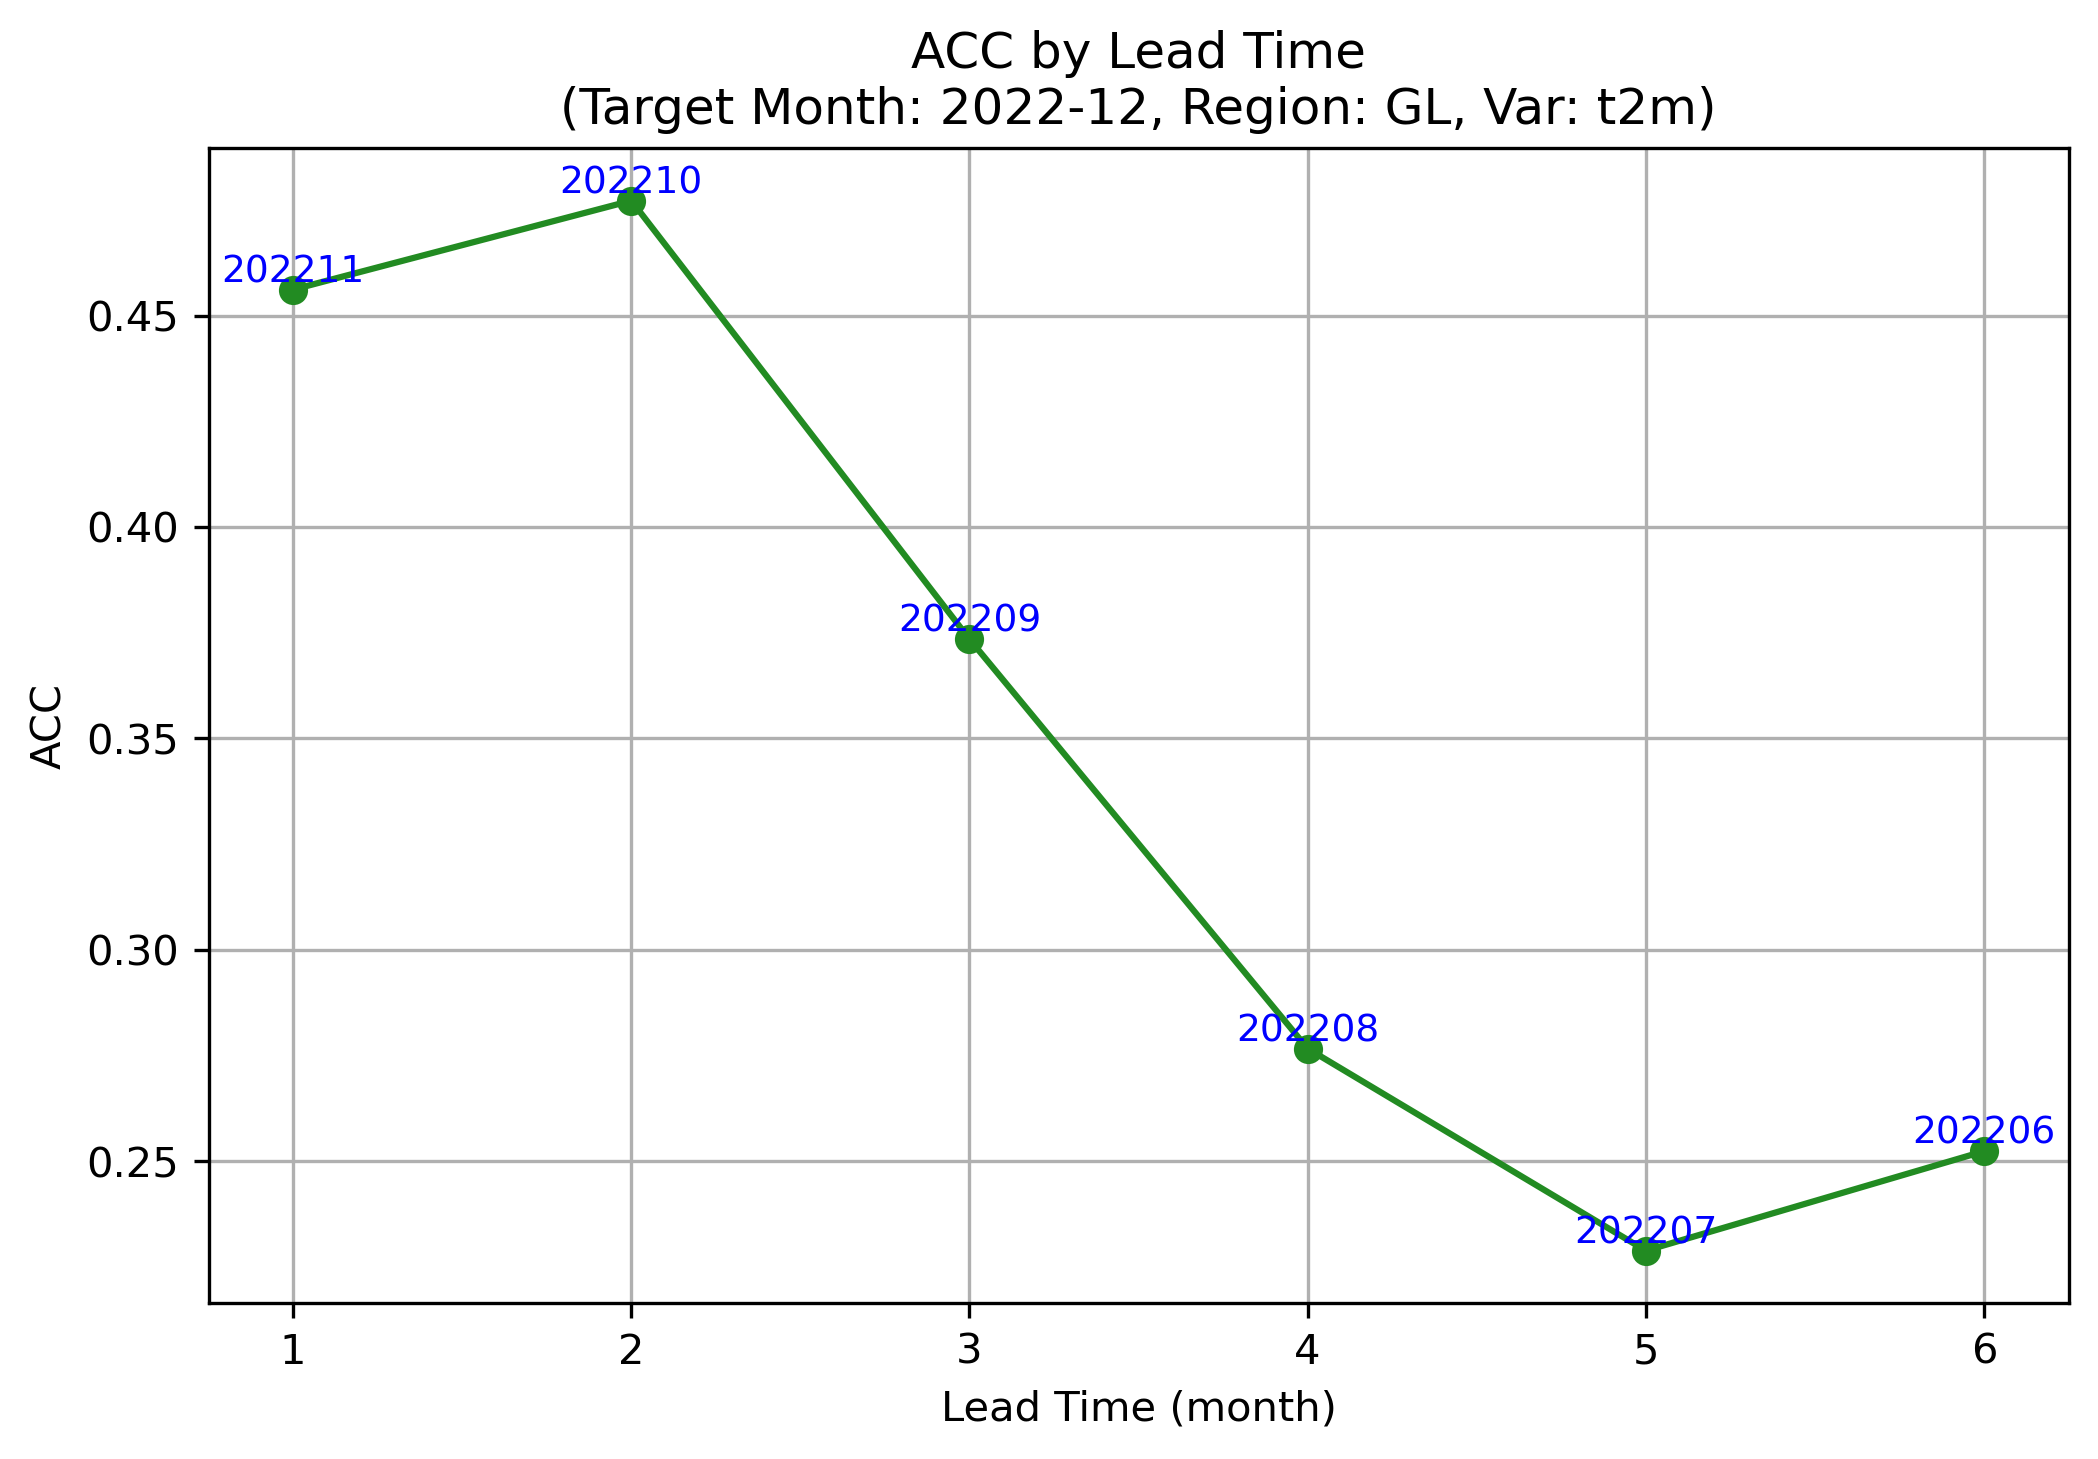 ACC by Lead Time
(Target Month: 2022-12, Region: GL, Var: t2m)
202210
202211
0.45
0.40
202209
0.35
ACC
0.30
202208
202206
0.25
202207
1 2 3 4 5 6
Lead Time (month)